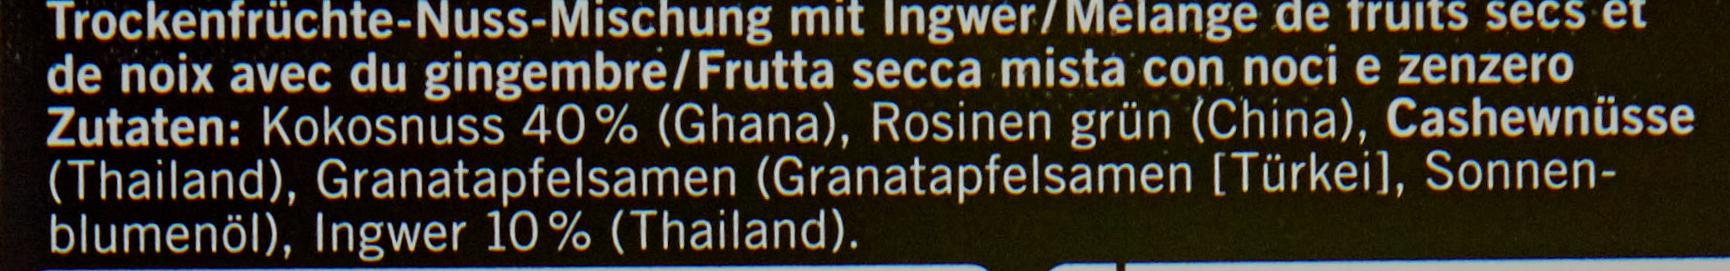 Trockenfrüchte-Nuss-Mischung mit Ingwer/Mélange de fruits secs et
de noix avec du gingembre/Frutta secca mista con noci e zenzero
Zutaten: Kokosnuss 40% (Ghana), Rosinen grün (China), Cashewnüsse
(Thailand), Granatapfelsamen (Granatapfelsamen [Türkei], Sonnen-
blumenöl), Ingwer 10% (Thailand).